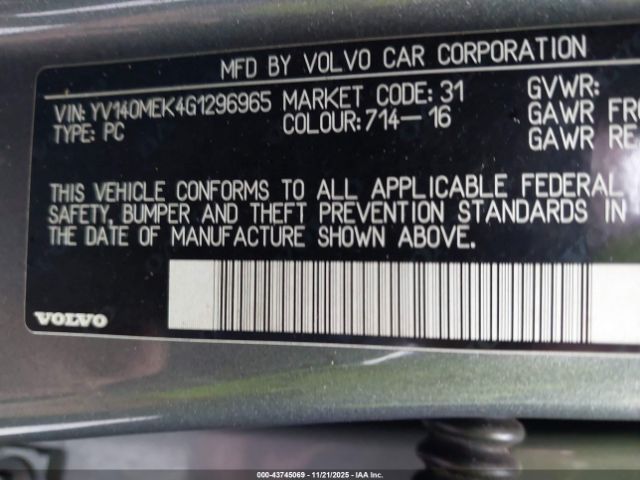 MFD BY VOLVO CAR CORPORATION
VIN: YV140MEK4G1296965 MARKET CODE: 31 GVWR:
TYPE: PC COLOUR: 714-16 GAWR FR
GAWR RE
THIS VEHICLE CONFORMS TO ALL APPLICABLE FEDERAL
SAFETY, BUMPER AND THEFT PREVENTION STANDARDS IN
THE DATE OF MANUFACTURE SHOWN ABOVE.
VOLVO
000-43745069 - 11/21/2025 - IAA Inc.